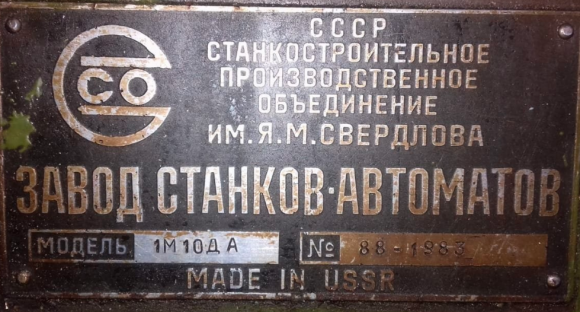 СО
СССР
СТАНКОСТРОИТЕЛЬНОЕ
ПРОИЗВОДСТВЕННОЕ
ОБЪЕДИНЕНИЕ
ИМ. Я. М. СВЕРДЛОВА
ЗАВОД СТАНКОВ·АВТОМАТОВ
МОДЕЛЬ 1М10ДА № 88-1983
MADE IN USSR